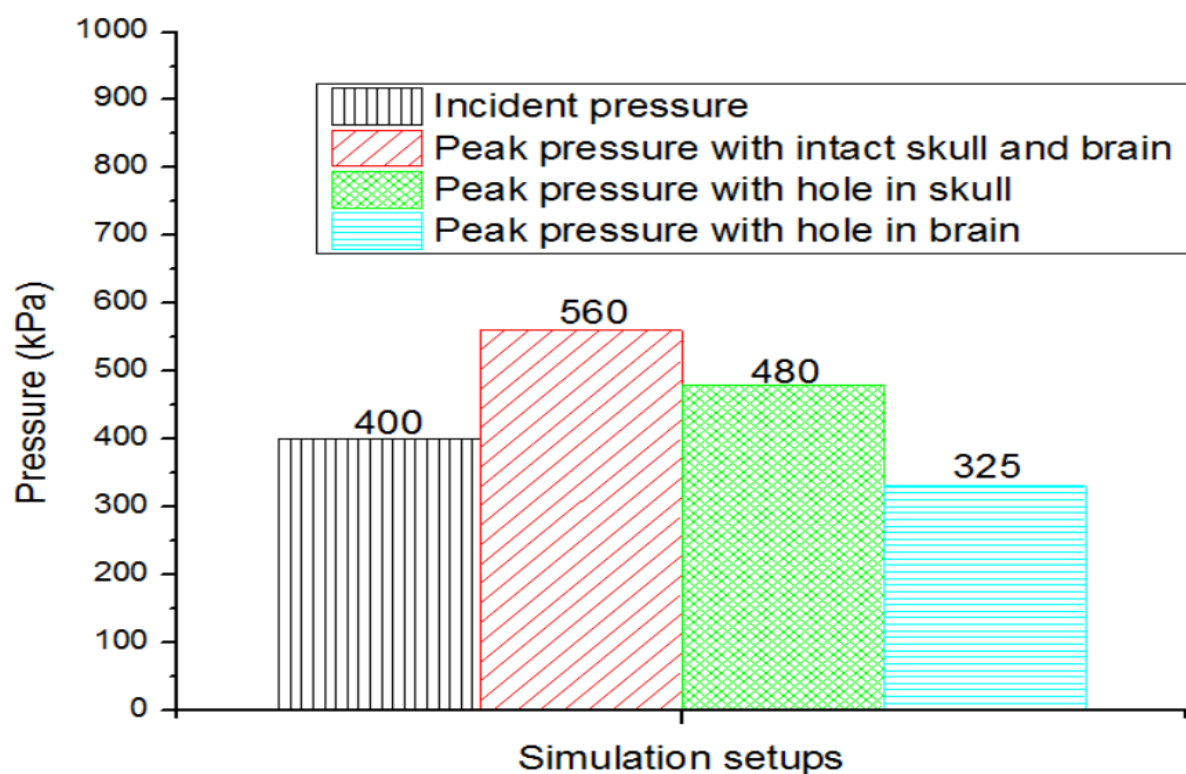 1000
900
800
700
600
500
400
300
200
100
0
Pressure (kPa)
Incident pressure
Peak pressure with intact skull and brain
Peak pressure with hole in skull
Peak pressure with hole in brain
400
560
480
325
Simulation setups